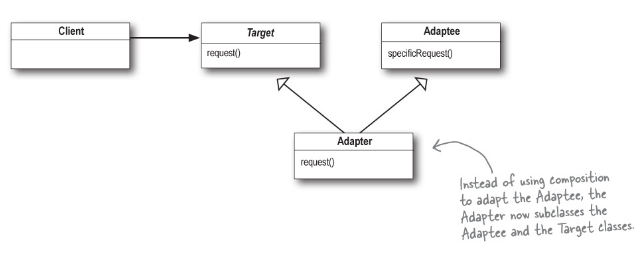 Client
Target
request()
Adaptee
specificRequest()
Adapter
request()
Instead of using composition
to adapt the Adaptee, the
Adapter now subclasses the
Adaptee and the Target classes.